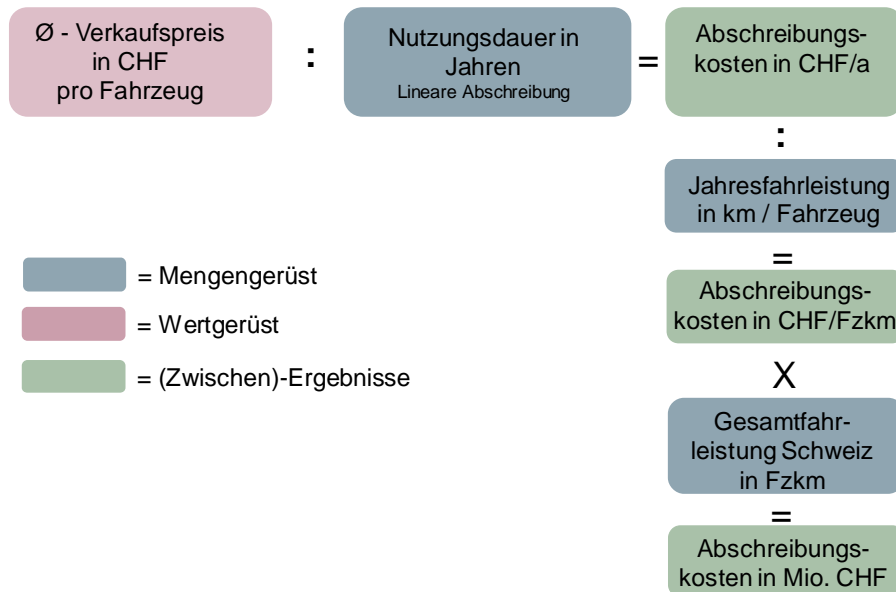 Ø - Verkaufspreis
in CHF
pro Fahrzeug
:
Nutzungsdauer in
Jahren
Lineare Abschreibung
=
Abschreibungs-
kosten in CHF/a
:
Jahresfahrleistung
in km / Fahrzeug
=
Abschreibungs-
kosten in CHF/Fzkm
X
Gesamtfahr-
leistung Schweiz
in Fzkm
=
Abschreibungs-
kosten in Mio. CHF
= Mengengerüst
= Wertgerüst
= (Zwischen)-Ergebnisse